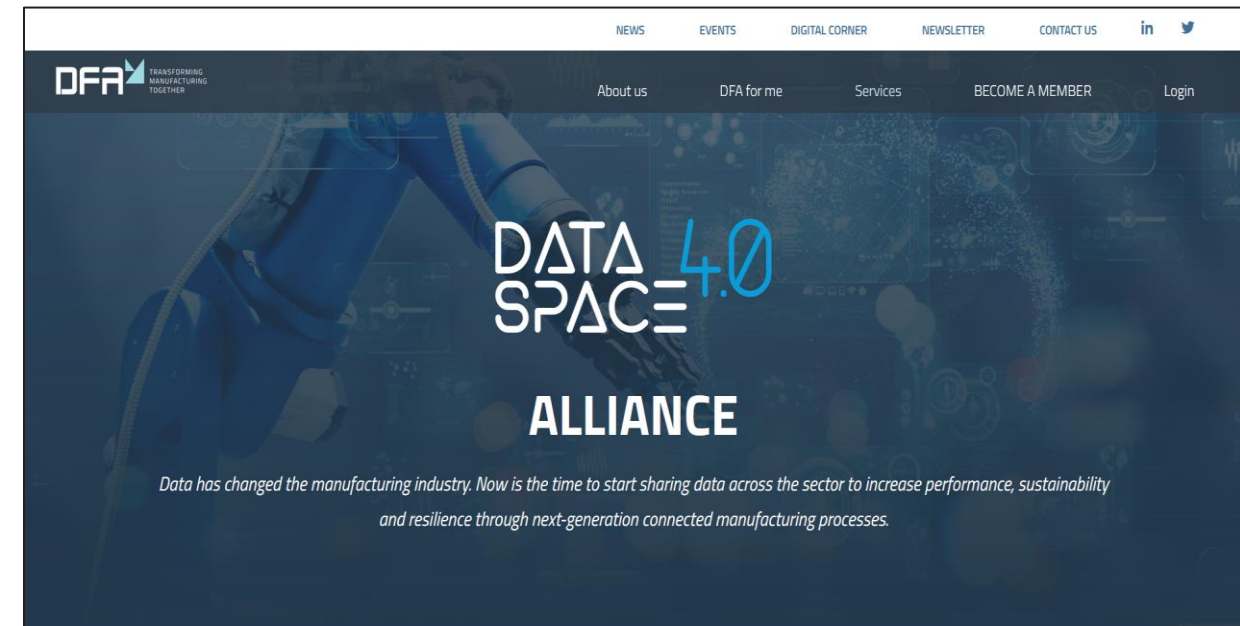 NEWS EVENTS DIGITAL CORNER NEWSLETTER CONTACT US in
DFA TRANSFORMING
MANUFACTURING
TOGETHER
About us DFA for me Services BECOME A MEMBER Login
DATA 4.0
SPACE
ALLIANCE
Data has changed the manufacturing industry. Now is the time to start sharing data across the sector to increase performance, sustainability
and resilience through next-generation connected manufacturing processes.